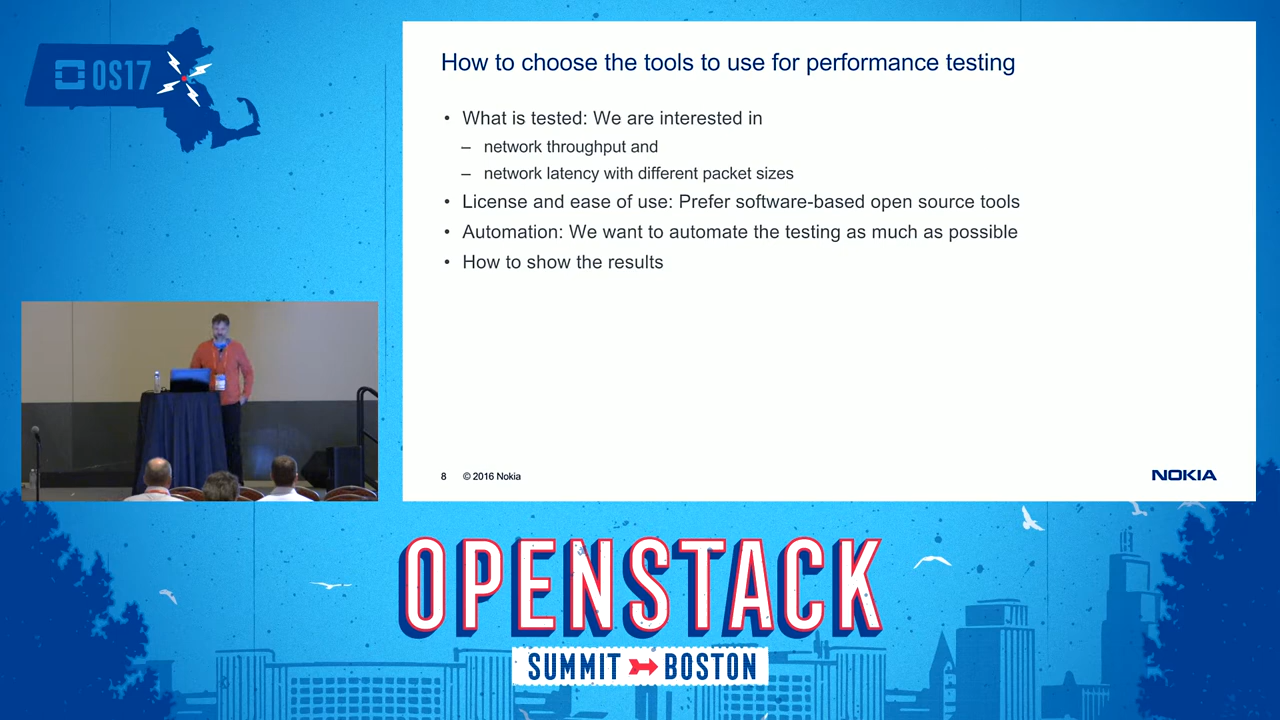 OS17
How to choose the tools to use for performance testing
• What is tested: We are interested in
– network throughput and
– network latency with different packet sizes
• License and ease of use: Prefer software-based open source tools
• Automation: We want to automate the testing as much as possible
• How to show the results
8 © 2016 Nokia
NOKIA
OPENSTACK
SUMMIT BOSTON